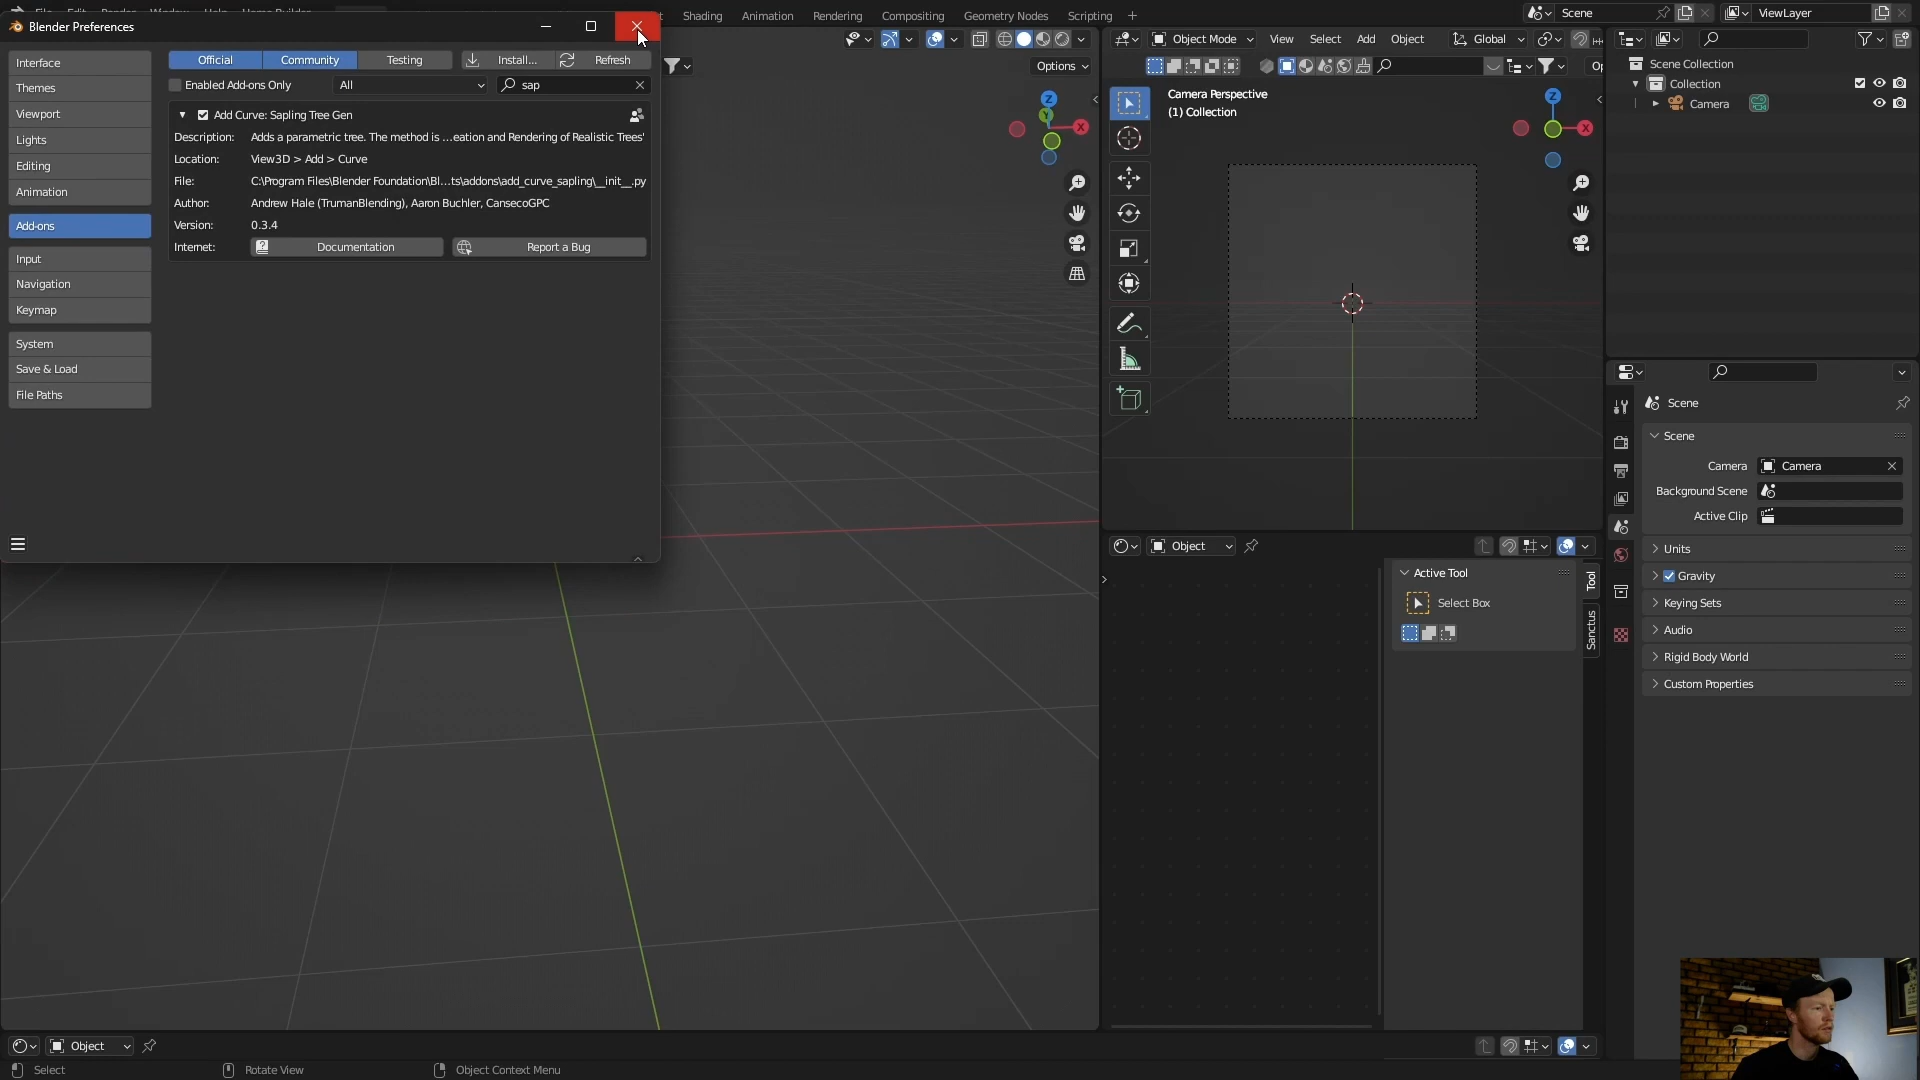 Blender Preferences
Shading Animation Rendering Compositing Geometry Nodes Scripting
Scene
ViewLayer
Interface
Themes
Viewport
Lights
Editing
Animation
Add-ons
Input
Navigation
Keymap
System
Save & Load
File Paths
Official Community Testing Install... Refresh
Enabled Add-ons Only All sap
Add Curve: Sapling Tree Gen
Description: Adds a parametric tree. The method is ...eation and Rendering of Realistic Trees'
Location: View3D > Add > Curve
File: C:\Program Files\Blender Foundation\Bl...ts\addons\add_curve_sapling\__init__.py
Author: Andrew Hale (TrumanBlending), Aaron Buchler, CansecoGPC
Version: 0.3.4
Internet: Documentation Report a Bug
Options
Z
Y
X
Object Mode View Select Add Object Global
Op
Camera Perspective
(1) Collection
Z
X
Object
Active Tool
Select Box
Tool
Sanctus
Scene Collection
Collection
Camera
Scene
Scene
Camera Camera
Background Scene
Active Clip
Units
Gravity
Keying Sets
Audio
Rigid Body World
Custom Properties
Object
Select Rotate View Object Context Menu